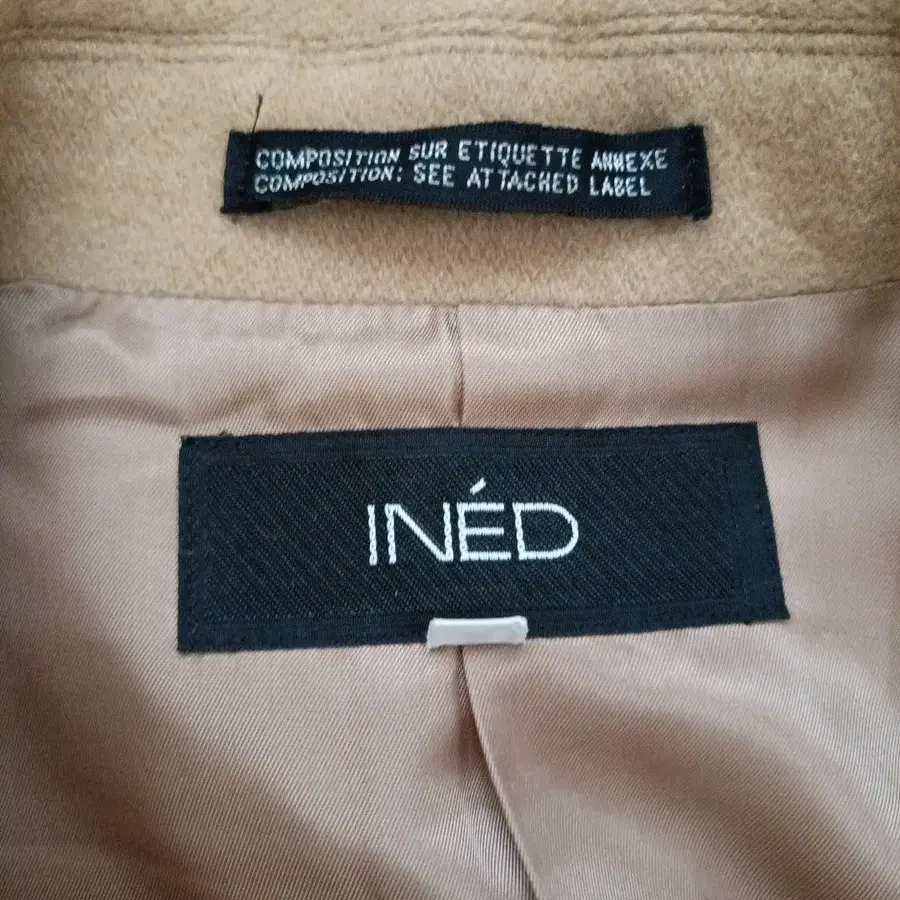 COMPOSITION SUR ETIQUETTE ANNEXE
COMPOSITION: SEE ATTACHED LABEL
INÉD